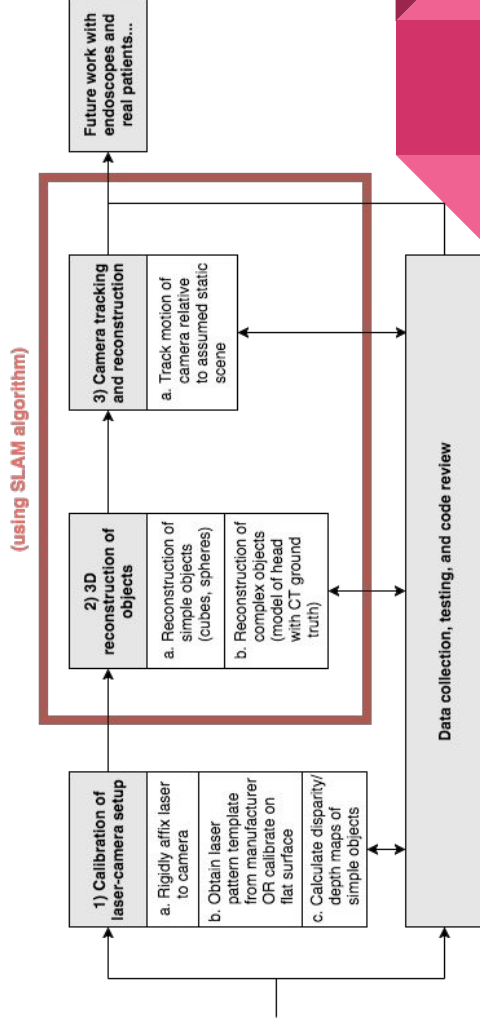 (using SLAM algorithm)
1) Calibration of
laser-camera setup
a. Rigidly affix laser
to camera
b. Obtain laser
pattern template
from manufacturer
OR calibrate on
flat surface
c. Calculate disparity/
depth maps of
simple objects
2) 3D
reconstruction of
objects
a. Reconstruction of
simple objects
(cubes, spheres)
b. Reconstruction of
complex objects
(model of head
with CT ground
truth)
3) Camera tracking
and reconstruction
a. Track motion of
camera relative
to assumed static
scene
Future work with
endoscopes and
real patients...
Data collection, testing, and code review